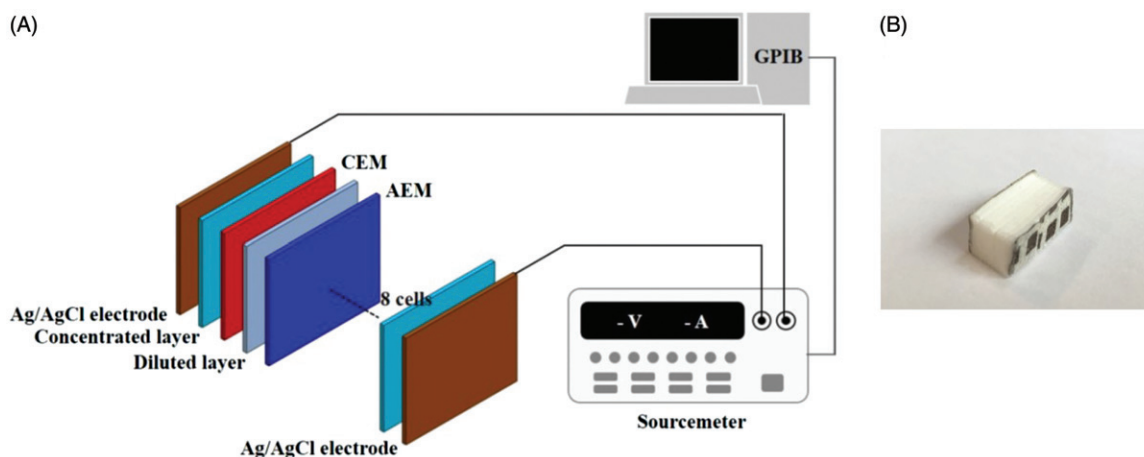 (A)
(B)
GPIB
CEM
AEM
8 cells
Ag/AgCl electrode
Concentrated layer
Diluted layer
- V - A
Ag/AgCl electrode
Sourcemeter